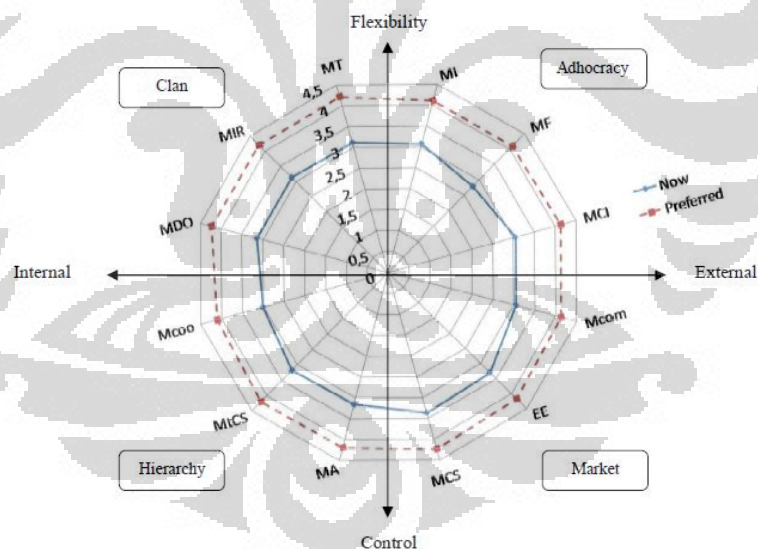 Flexibility
Clan
Adhocracy
MT
MI
MIR
MF
MDO
MCI
4,5
4
3,5
3
2,5
2
1,5
1
0,5
0
Now
Preferred
Internal
External
Mcoo
Mcom
MtCS
EE
MA
MCS
Hierarchy
Market
Control